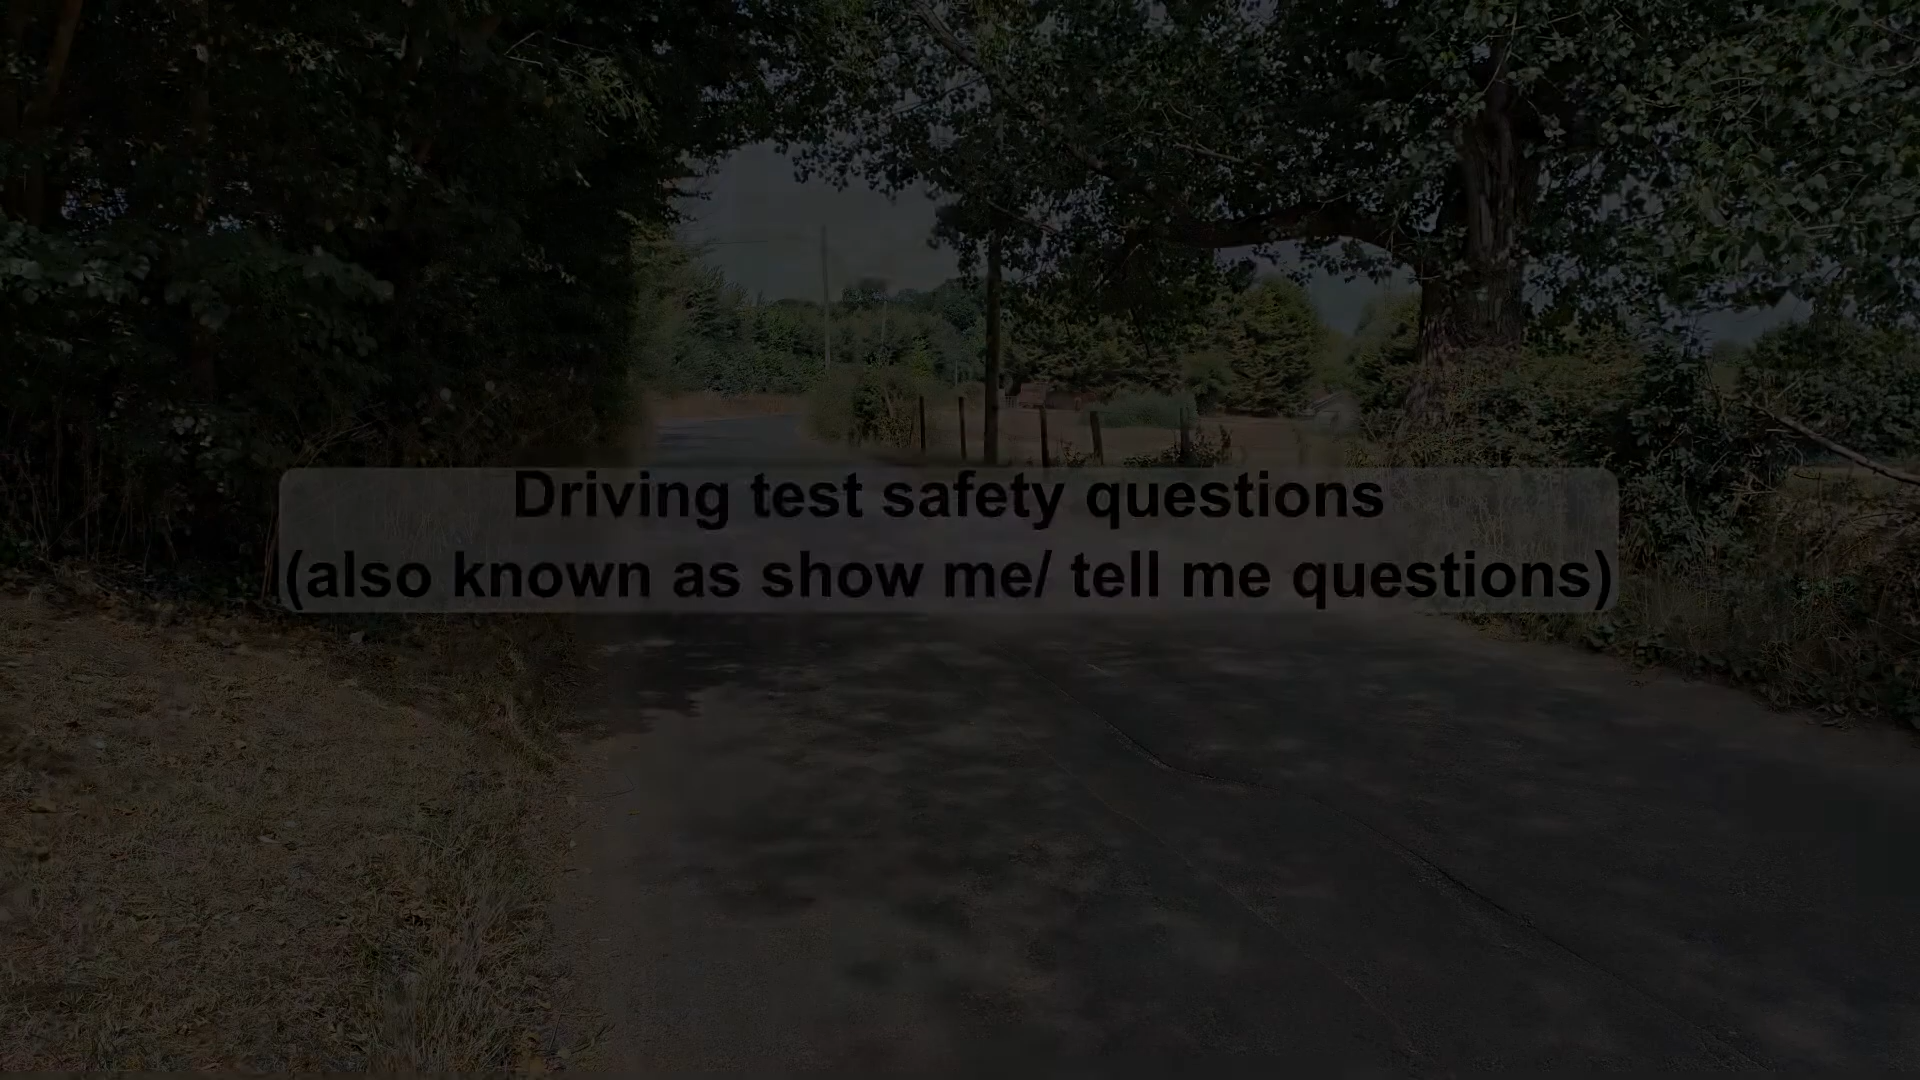 Driving test safety questions
(also known as show me/ tell me questions)